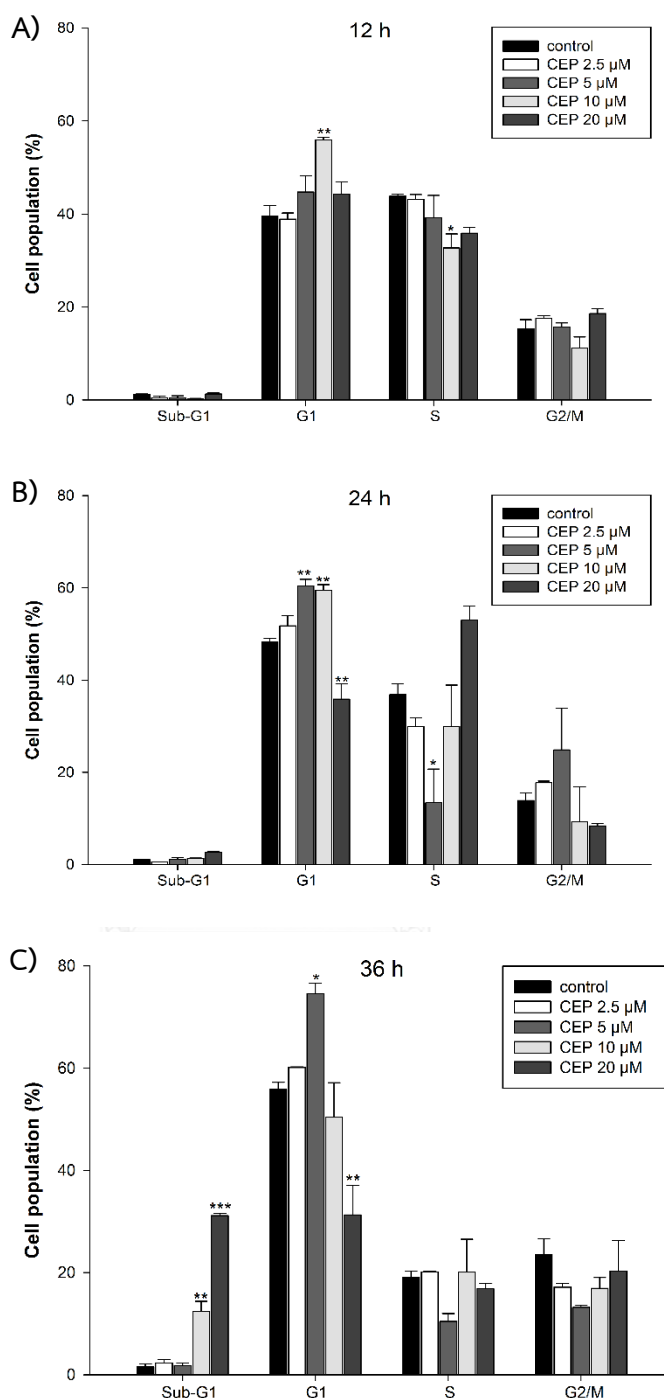 A)
12 h
control
CEP 2.5 µM
CEP 5 µM
CEP 10 µM
CEP 20 µM
Cell population (%)
80
60
40
20
0
**
*
Sub-G1 G1 S G2/M
B)
24 h
control
CEP 2.5 µM
CEP 5 µM
CEP 10 µM
CEP 20 µM
Cell population (%)
80
60
40
20
0
** **
**
*
Sub-G1 G1 S G2/M
C)
36 h
control
CEP 2.5 µM
CEP 5 µM
CEP 10 µM
CEP 20 µM
Cell population (%)
80
60
40
20
0
*
**
***
**
Sub-G1 G1 S G2/M